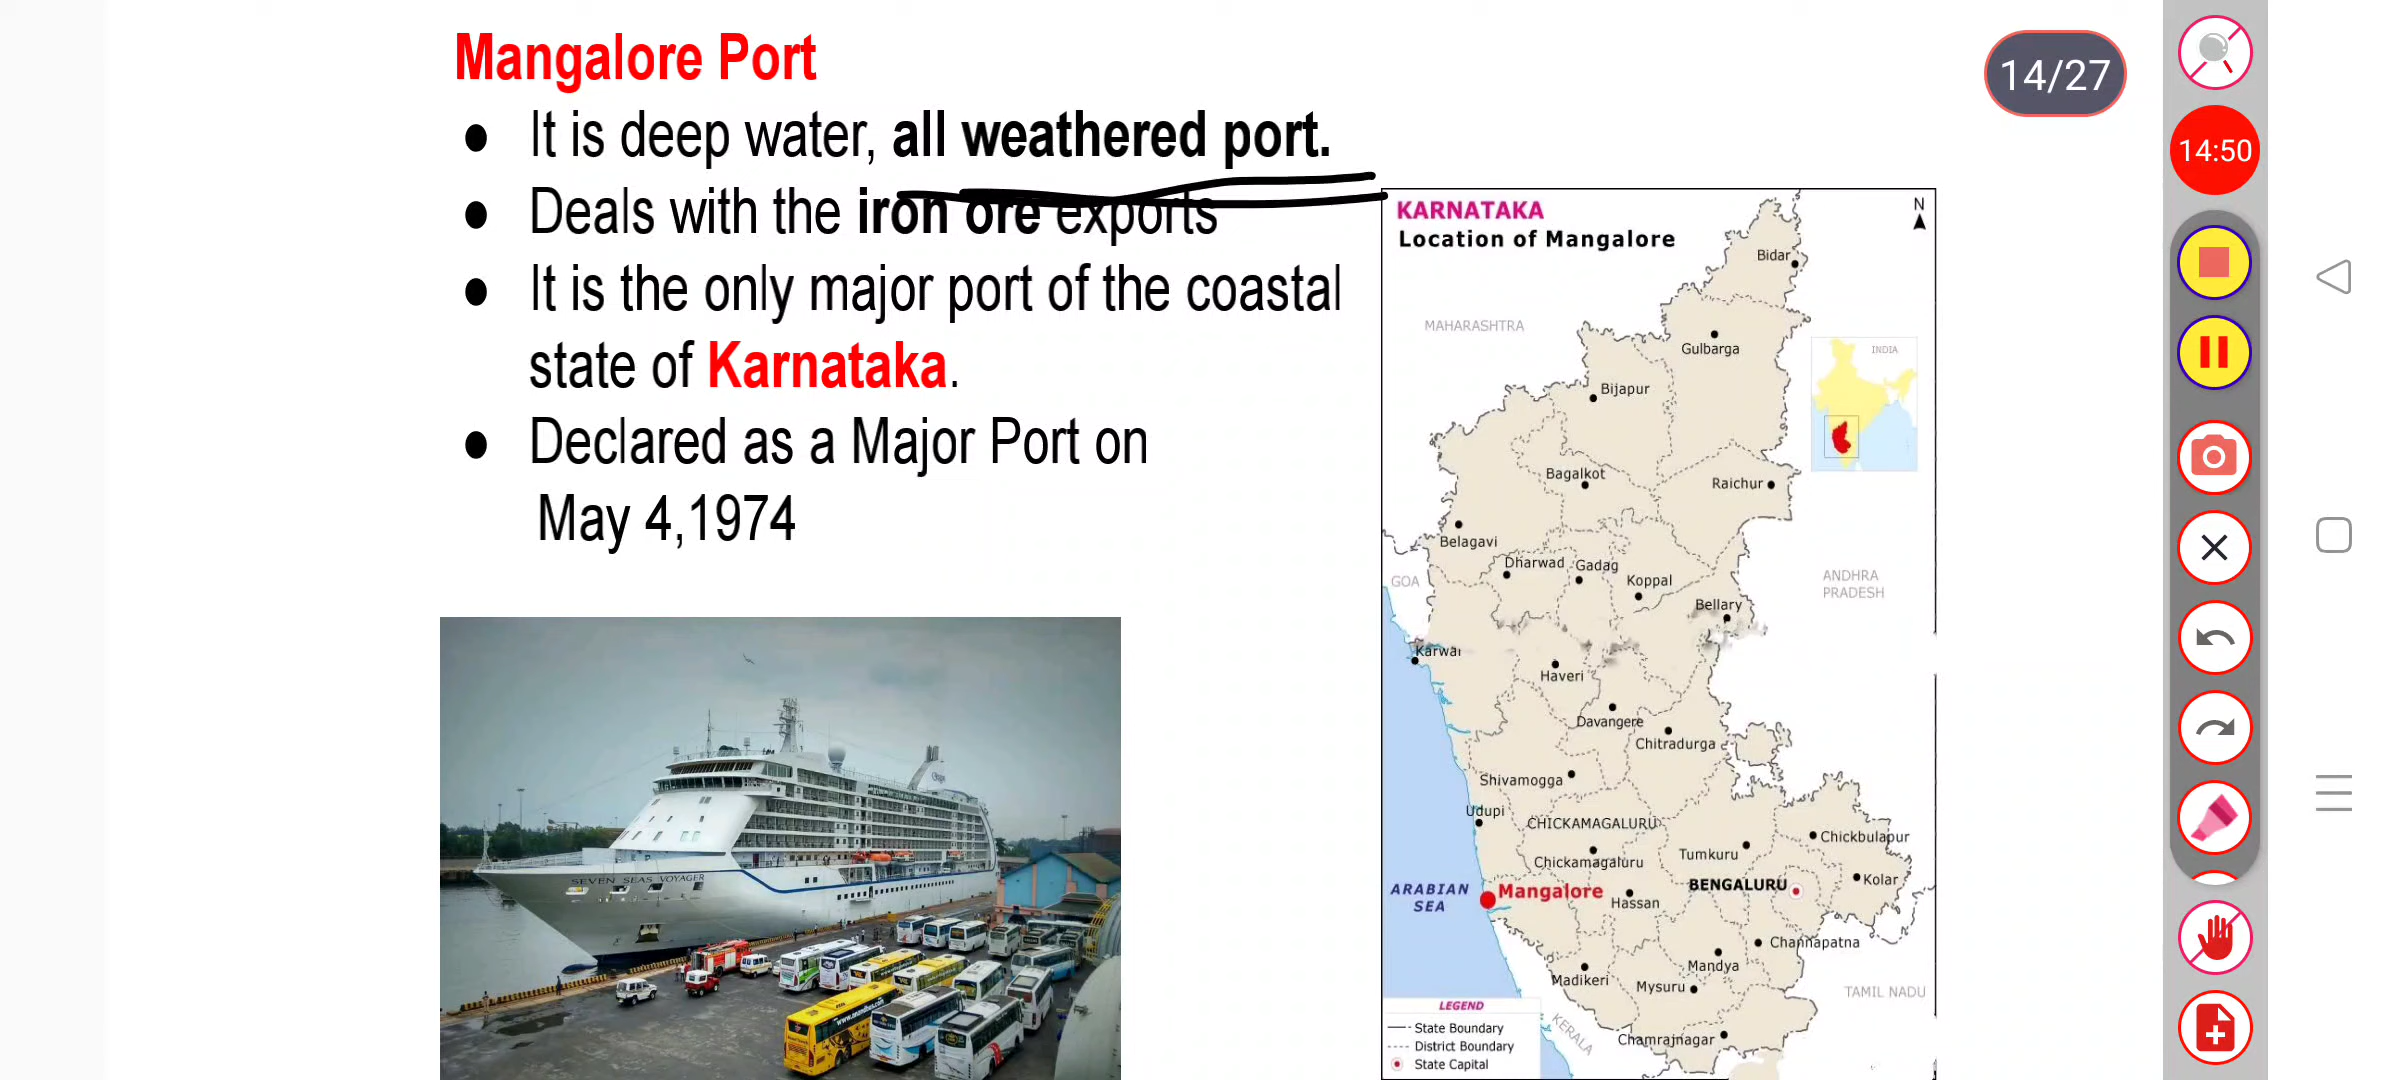 Mangalore Port
● It is deep water, all weathered port.
● Deals with the iron ore exports
● It is the only major port of the coastal
state of Karnataka.
● Declared as a Major Port on
May 4,1974
14/27
14:50
KARNATAKA
Location of Mangalore
N
INDIA
Bidar
MAHARASHTRA
Gulbarga
Bijapur
Bagalkot
Raichur
Belagavi
Dharwad
Gadag
GOA
Koppal
ANDHRA
PRADESH
Bellary
Karwar
Haveri
Davangere
Chitradurga
Shivamogga
Udupi
CHICKAMAGALURU
Chickbulapur
Chickamagaluru
Tumkuru
BENGALURU
Kolar
ARABIAN
SEA
Mangalore
Hassan
Channapatna
Mandya
Madikeri
Mysuru
TAMIL NADU
LEGEND
State Boundary
District Boundary
State Capital
KERALA
Chamrajnagar
SEVEN SEAS VOYAGER